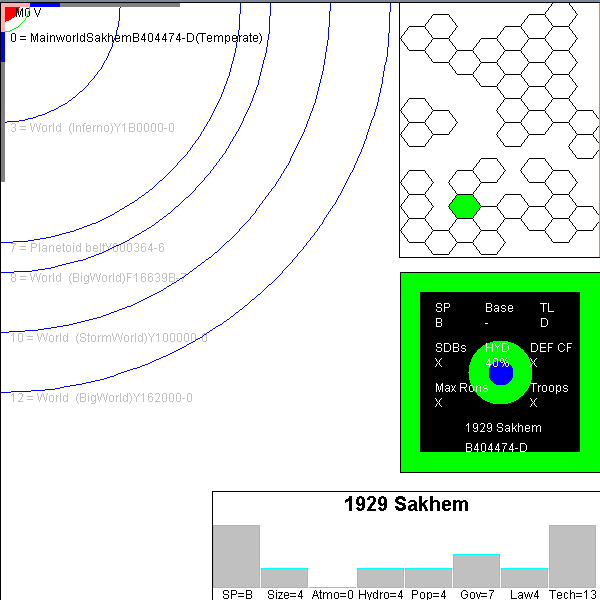 M0 V
0 = MainworldSakhemB404474-D(Temperate)
3 = World (Inferno)Y1B0000-0
7 = Planetoid beltY000364-6
8 = World (BigWorld)F16639B-7
10 = World (StormWorld)Y100000-0
12 = World (BigWorld)Y162000-0
SP Base TL
B - D
SDBs HYD DEF CF
X 40% X
Max Rons Troops
X X
1929 Sakhem
B404474-D
1929 Sakhem
SP=B Size=4 Atmo=0 Hydro=4 Pop=4 Gov=7 Law4 Tech=13